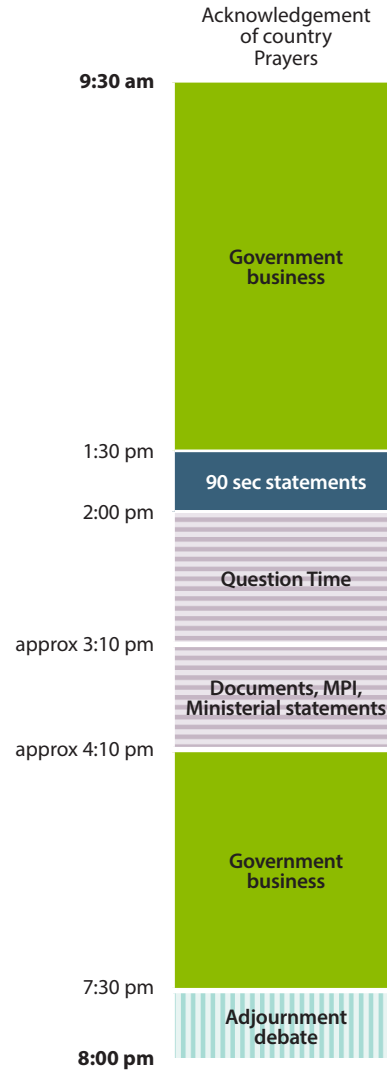 Acknowledgement
of country
Prayers
9:30 am
Government
business
1:30 pm
90 sec statements
2:00 pm
Question Time
approx 3:10 pm
Documents, MPI,
Ministerial statements
approx 4:10 pm
Government
business
7:30 pm
Adjournment
debate
8:00 pm